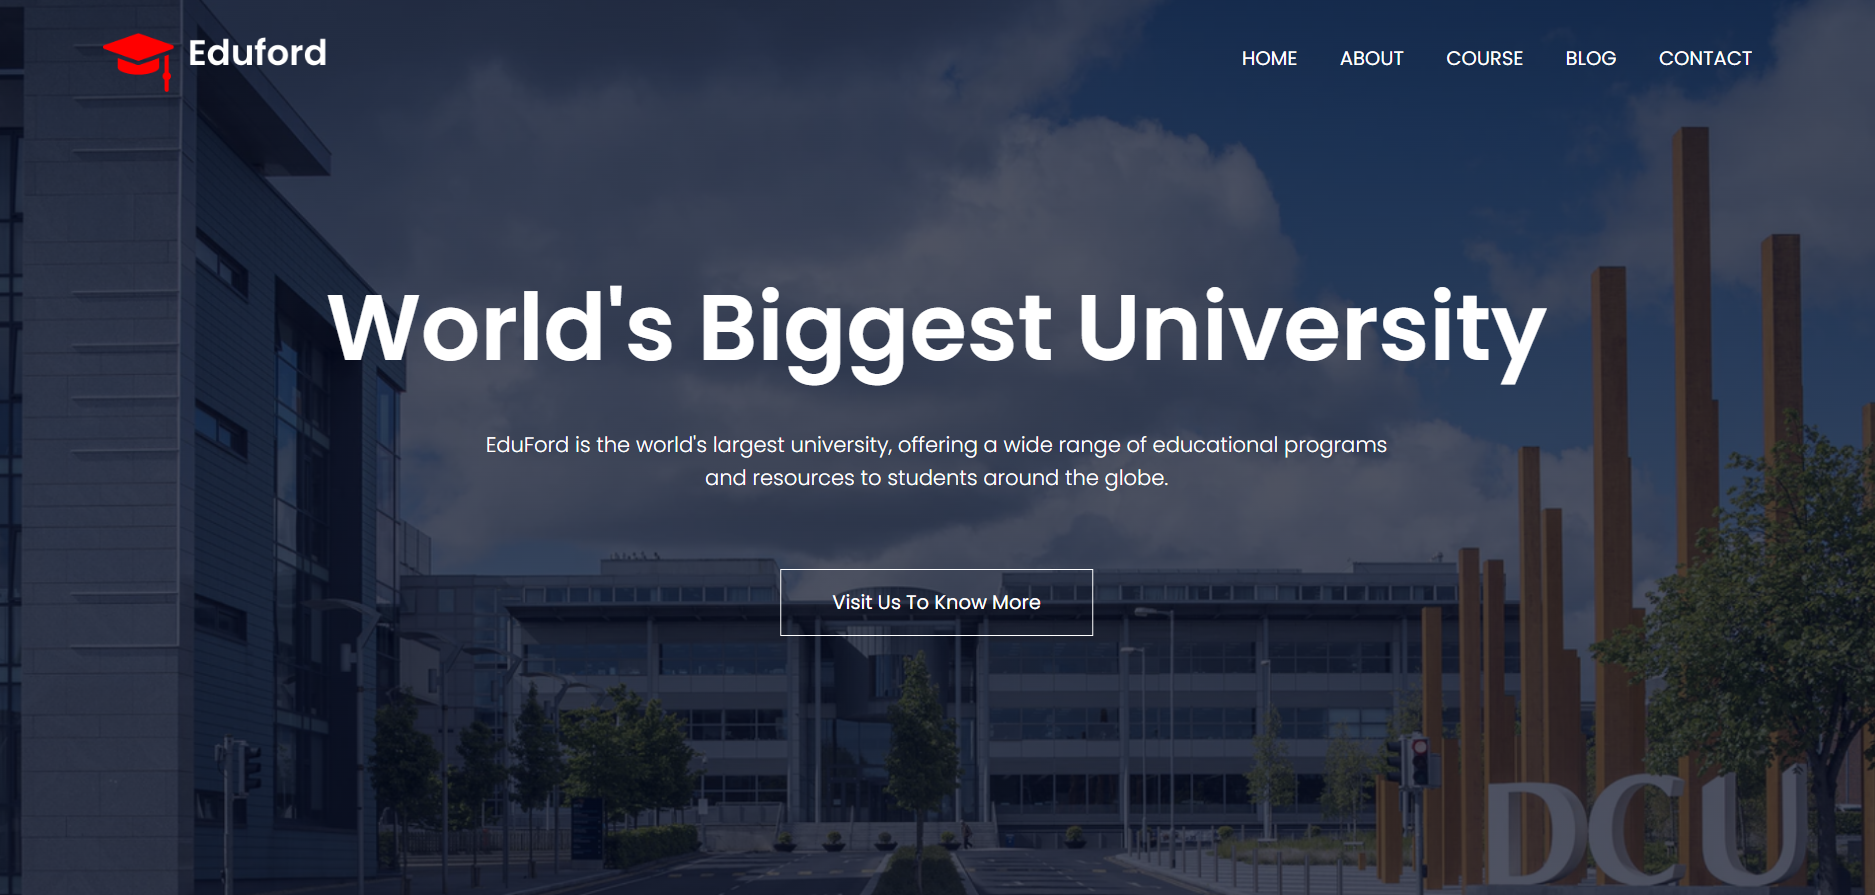 Eduford
HOME ABOUT COURSE BLOG CONTACT
World's Biggest University
EduFord is the world's largest university, offering a wide range of educational programs
and resources to students around the globe.
Visit Us To Know More
DCU